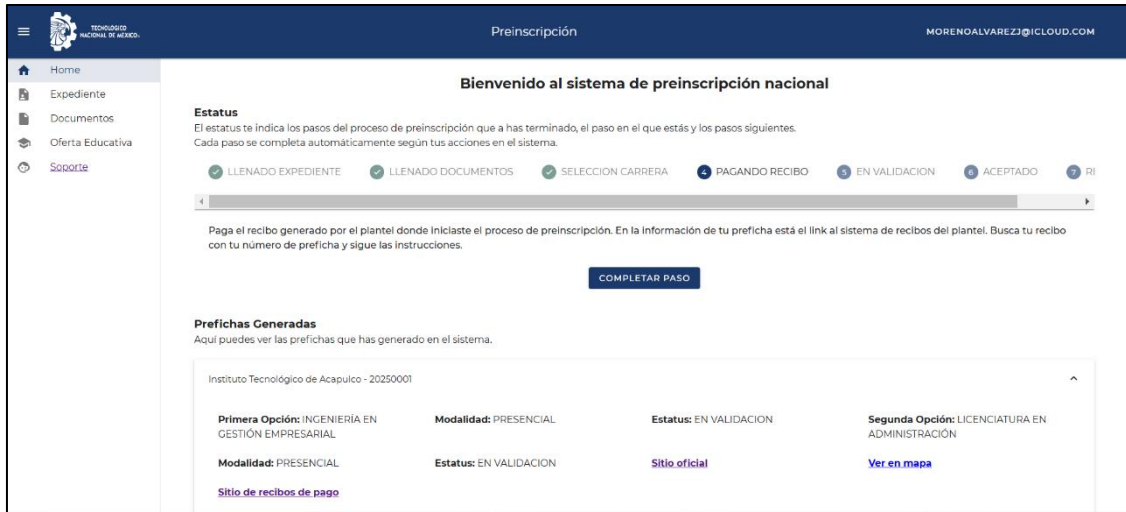 TECNOLÓGICO
NACIONAL DE MÉXICO®
Preinscripción
MORENOALVAREZJ@ICLOUD.COM
Home
Expediente
Documentos
Oferta Educativa
Soporte
Bienvenido al sistema de preinscripción nacional
Estatus
El estatus te indica los pasos del proceso de preinscripción que a has terminado, el paso en el que estás y los pasos siguientes.
Cada paso se completa automáticamente según tus acciones en el sistema.
LLENADO EXPEDIENTE LLENADO DOCUMENTOS SELECCION CARRERA 4 PAGANDO RECIBO 5 EN VALIDACION 6 ACEPTADO 7
Paga el recibo generado por el plantel donde iniciaste el proceso de preinscripción. En la información de tu preficha está el link al sistema de recibos del plantel. Busca tu recibo
con tu número de preficha y sigue las instrucciones.
COMPLETAR PASO
Prefichas Generadas
Aquí puedes ver las prefichas que has generado en el sistema.
Instituto Tecnológico de Acapulco - 20250001
Primera Opción: INGENIERÍA EN Modalidad: PRESENCIAL Estatus: EN VALIDACION Segunda Opción: LICENCIATURA EN
GESTIÓN EMPRESARIAL ADMINISTRACIÓN
Modalidad: PRESENCIAL Estatus: EN VALIDACION Sitio oficial Ver en mapa
Sitio de recibos de pago